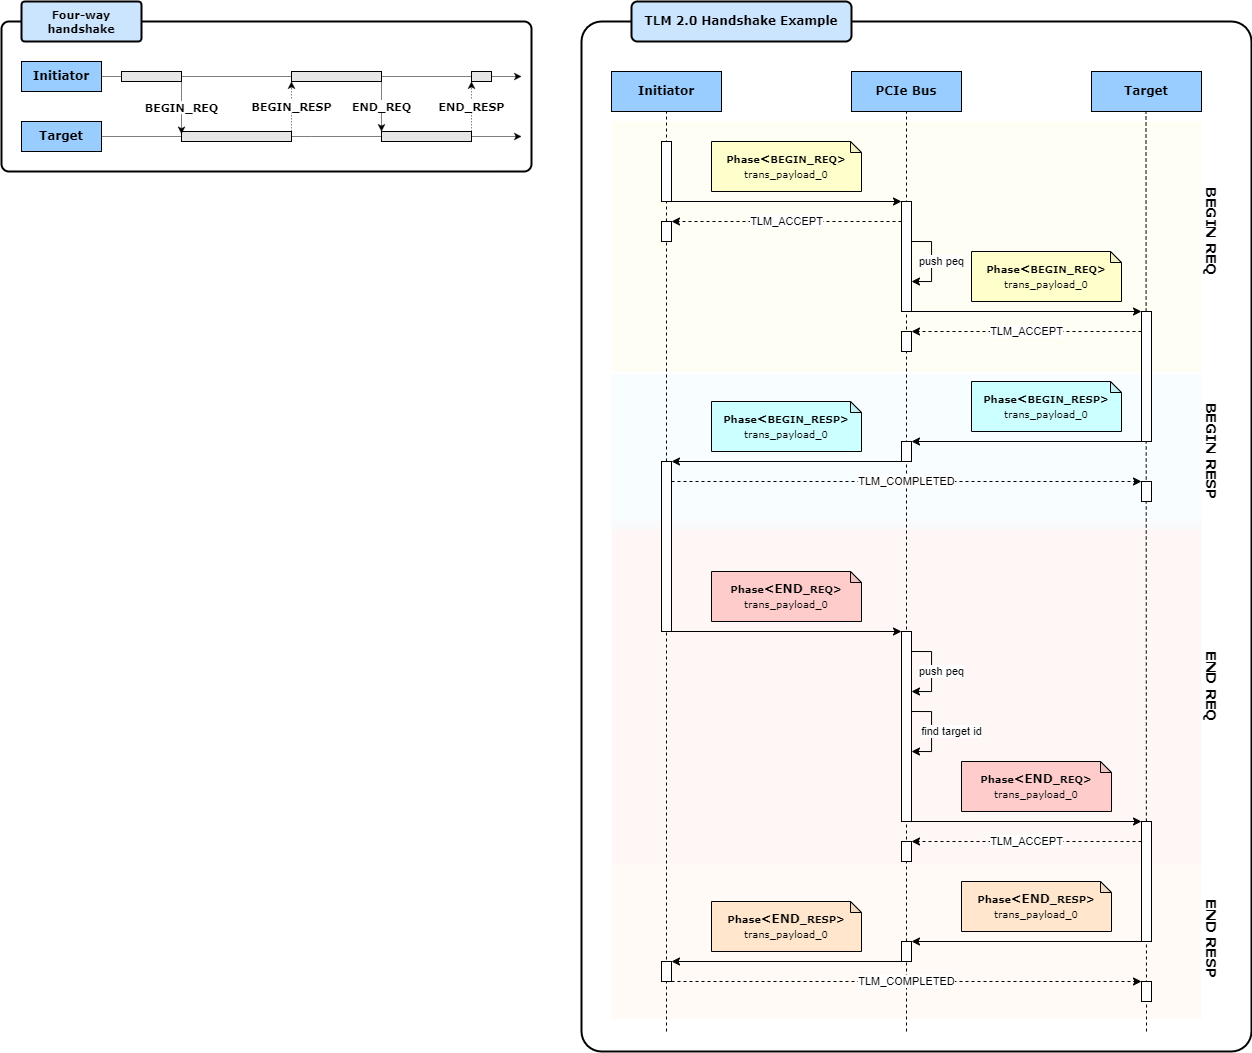 Four-way
handshake
Initiator
BEGIN_REQ BEGIN_RESP END_REQ END_RESP
Target
TLM 2.0 Handshake Example
Initiator PCIe Bus Target
Phase<BEGIN_REQ>
trans_payload_0
TLM_ACCEPT
push peq
Phase<BEGIN_REQ>
trans_payload_0
TLM_ACCEPT
BEGIN REQ
Phase<BEGIN_RESP>
trans_payload_0
Phase<BEGIN_RESP>
trans_payload_0
TLM_COMPLETED
BEGIN RESP
Phase<END_REQ>
trans_payload_0
push peq
find target id
Phase<END_REQ>
trans_payload_0
TLM_ACCEPT
END REQ
Phase<END_RESP>
trans_payload_0
Phase<END_RESP>
trans_payload_0
TLM_COMPLETED
END RESP